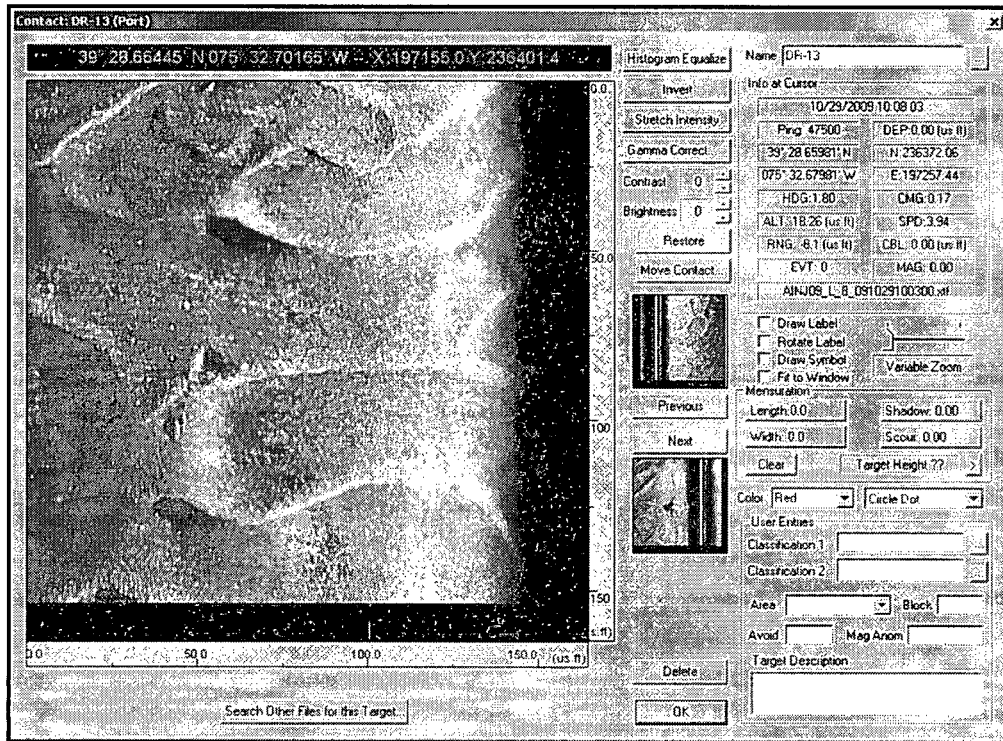 Contact: DR-13 (Port)
39° 28.66445' N 075° 32.70165' W -- X:197155.0 Y:236401.4
0.0
50.0
100
150
(us ft)
0.0
50.0
100.0
150.0
(us ft)
Search Other Files for this Target...
Histogram Equalize
Invert
Stretch Intensity
Gamma Correct...
Contrast 0
Brightness 0
Restore
Move Contact...
Previous
Next
Delete
OK
Name DR-13
Info at Cursor
10/29/2009 10:08:03
Ping: 47500
DEP:0.00 (us ft)
39° 28.65981' N
N:236372.06
075° 32.67981' W
E:197257.44
HDG:1.80
CMG:0.17
ALT:18.26 (us ft)
SPD:3.94
RNG: -8.1 (us ft)
CBL: 0.00 (us ft)
EVT: 0
MAG: 0.00
AINJ09_L_8_091029100300.xtf
Draw Label
Rotate Label
Draw Symbol
Fit to Window
Variable Zoom
Mensuration
Length:0.0
Shadow: 0.00
Width: 0.0
Scour: 0.00
Clear
Target Height ?? >
Color Red
Circle Dot
User Entries
Classification 1
Classification 2
Area
Block
Avoid
Mag Anom
Target Description